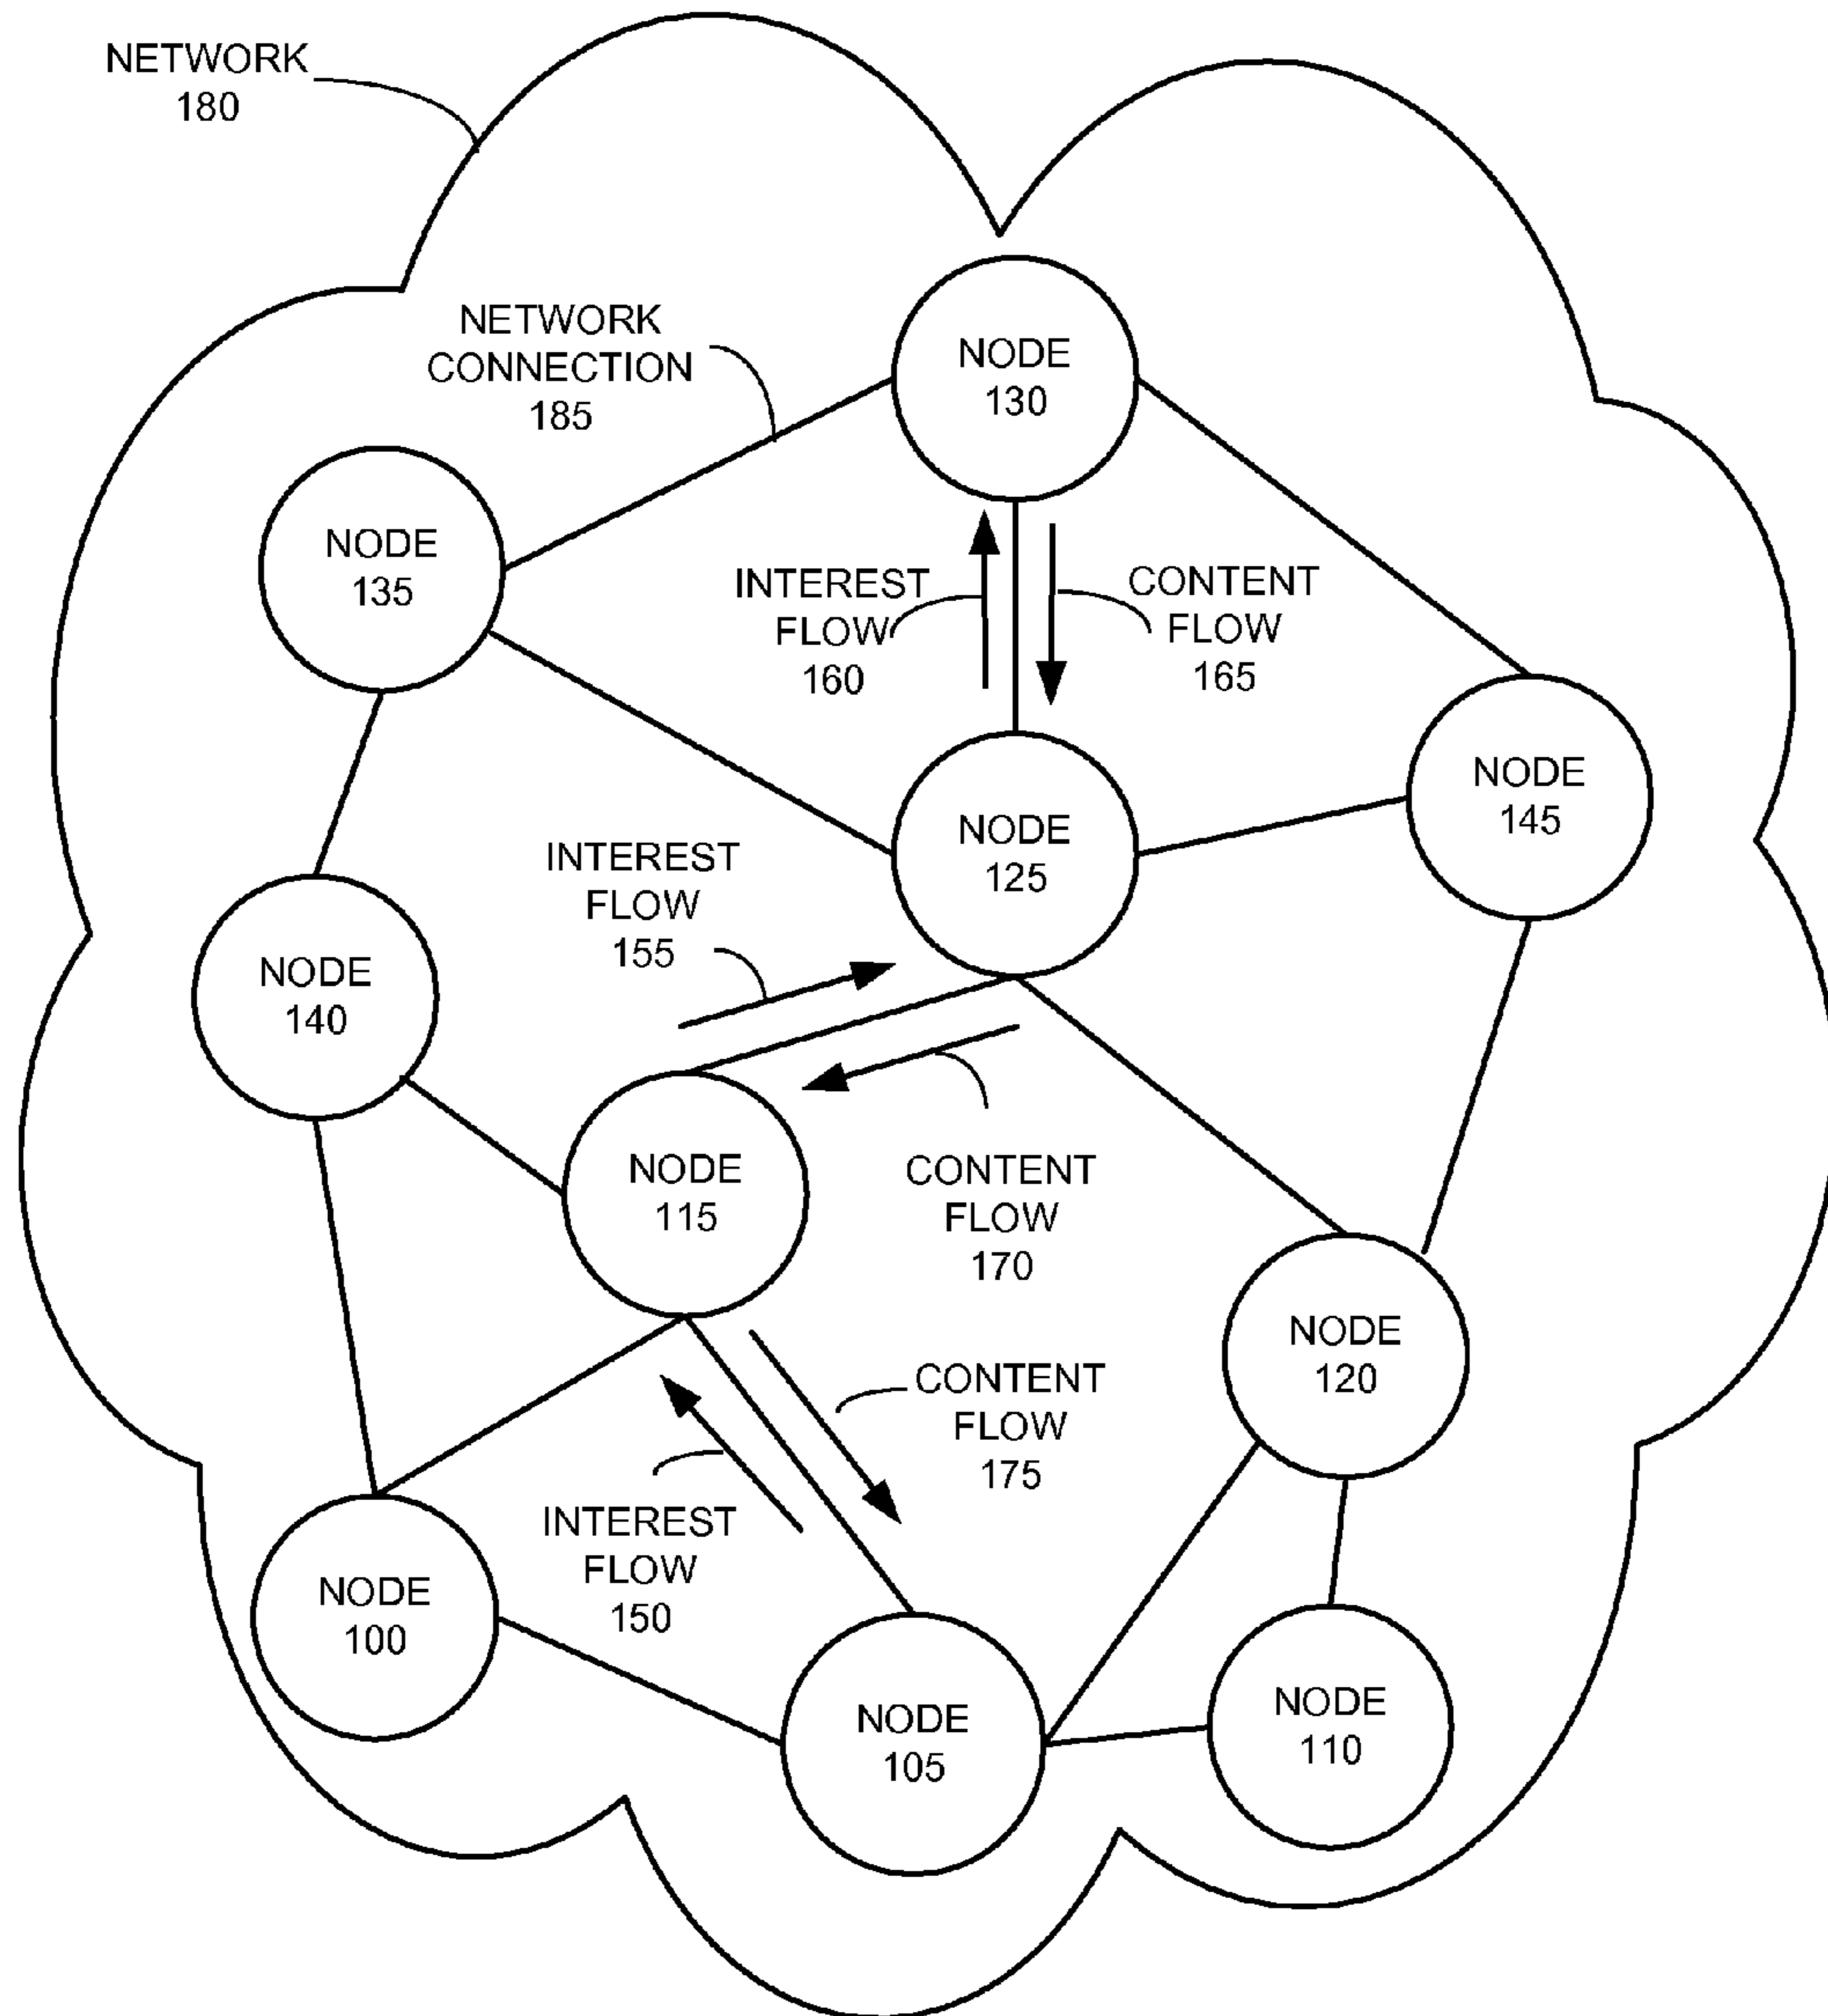 NETWORK
180
NETWORK
CONNECTION
185
NODE
130
NODE
135
INTEREST
FLOW
160
CONTENT
FLOW
165
NODE
145
NODE
125
INTEREST
FLOW
155
NODE
140
NODE
115
CONTENT
FLOW
170
NODE
120
CONTENT
FLOW
175
INTEREST
FLOW
150
NODE
100
NODE
105
NODE
110